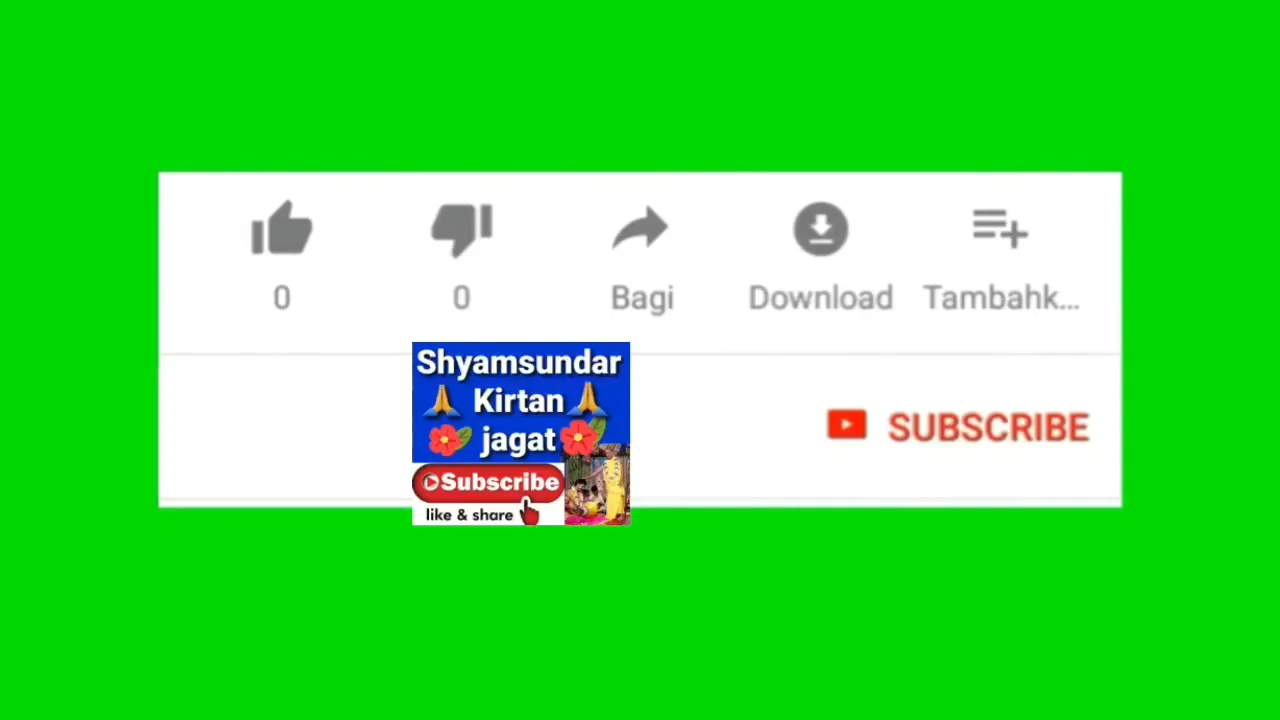 0
0
Bagi
Download
Tambahk...
Shyamsundar
Kirtan
jagat
Subscribe
like & share
SUBSCRIBE